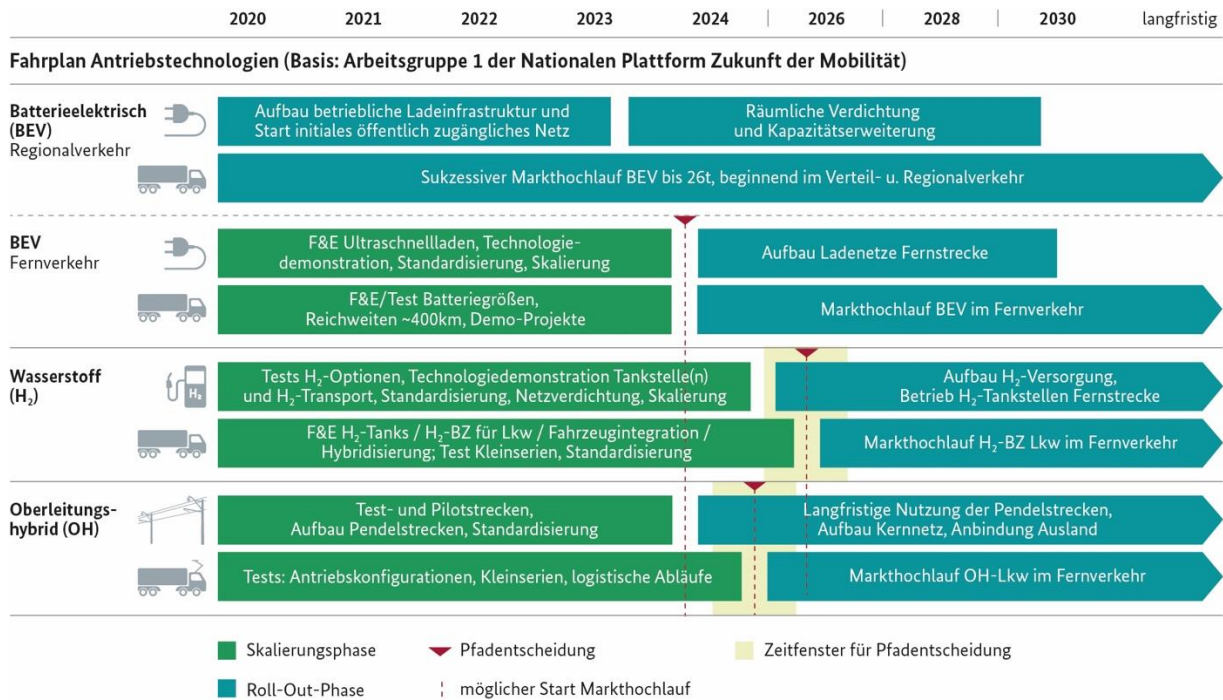 2020 2021 2022 2023 2024 2026 2028 2030 langfristig
Fahrplan Antriebstechnologien (Basis: Arbeitsgruppe 1 der Nationalen Plattform Zukunft der Mobilität)
Batterieelektrisch
(BEV)
Regionalverkehr
Aufbau betriebliche Ladeinfrastruktur und
Start initiales öffentlich zugängliches Netz
Räumliche Verdichtung
und Kapazitätserweiterung
Sukzessiver Markthochlauf BEV bis 26t, beginnend im Verteil- u. Regionalverkehr
BEV
Fernverkehr
F&E Ultraschnellladen, Technologie-
demonstration, Standardisierung, Skalierung
Aufbau Ladenetze Fernstrecke
F&E/Test Batteriegrößen,
Reichweiten ~400km, Demo-Projekte
Markthochlauf BEV im Fernverkehr
Wasserstoff
(H₂)
H₂
Tests H₂-Optionen, Technologiedemonstration Tankstelle(n)
und H₂-Transport, Standardisierung, Netzverdichtung, Skalierung
Aufbau H₂-Versorgung,
Betrieb H₂-Tankstellen Fernstrecke
F&E H₂-Tanks / H₂-BZ für Lkw / Fahrzeugintegration /
Hybridisierung; Test Kleinserien, Standardisierung
Markthochlauf H₂-BZ Lkw im Fernverkehr
Oberleitungs-
hybrid (OH)
Test- und Pilotstrecken,
Aufbau Pendelstrecken, Standardisierung
Langfristige Nutzung der Pendelstrecken,
Aufbau Kernnetz, Anbindung Ausland
Tests: Antriebskonfigurationen, Kleinserien, logistische Abläufe
Markthochlauf OH-Lkw im Fernverkehr
Skalierungsphase
Pfadentscheidung
Zeitfenster für Pfadentscheidung
Roll-Out-Phase
möglicher Start Markthochlauf